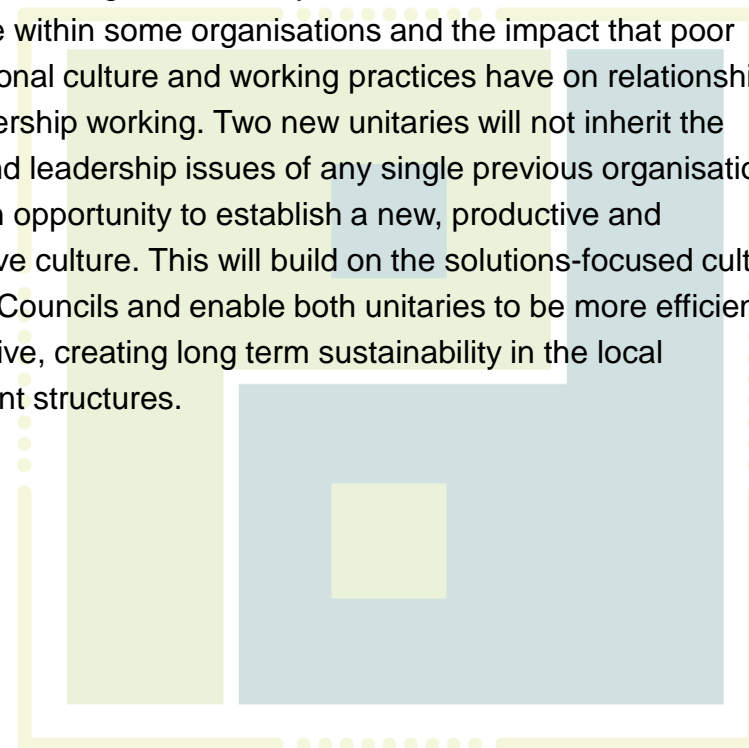 e within some organisations and the impact that poor
onal culture and working practices have on relationshi
ership working. Two new unitaries will not inherit the
nd leadership issues of any single previous organisatio
n opportunity to establish a new, productive and
ve culture. This will build on the solutions-focused cult
Councils and enable both unitaries to be more efficien
ive, creating long term sustainability in the local
nt structures.